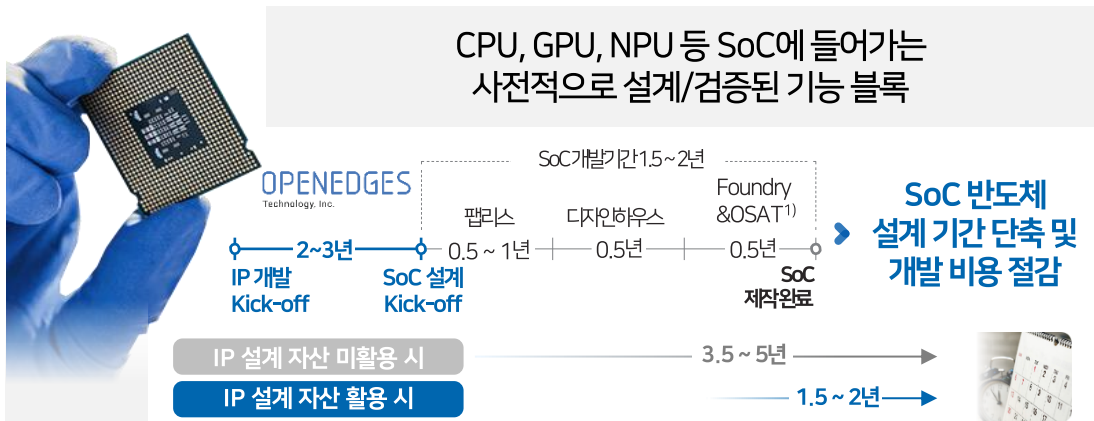 CPU, GPU, NPU 등 SoC에 들어가는
사전적으로 설계/검증된 기능 블록
SoC 개발기간 1.5 ~ 2년
OPENEDGES
Technology, Inc.
팹리스
디자인하우스
Foundry
&OSAT1)
2~3년
0.5 ~ 1년
0.5년
0.5년
IP 개발
Kick-off
SoC 설계
Kick-off
SoC
제작완료
SoC 반도체
설계 기간 단축 및
개발 비용 절감
IP 설계 자산 미활용 시
3.5 ~ 5년
IP 설계 자산 활용 시
1.5 ~ 2년